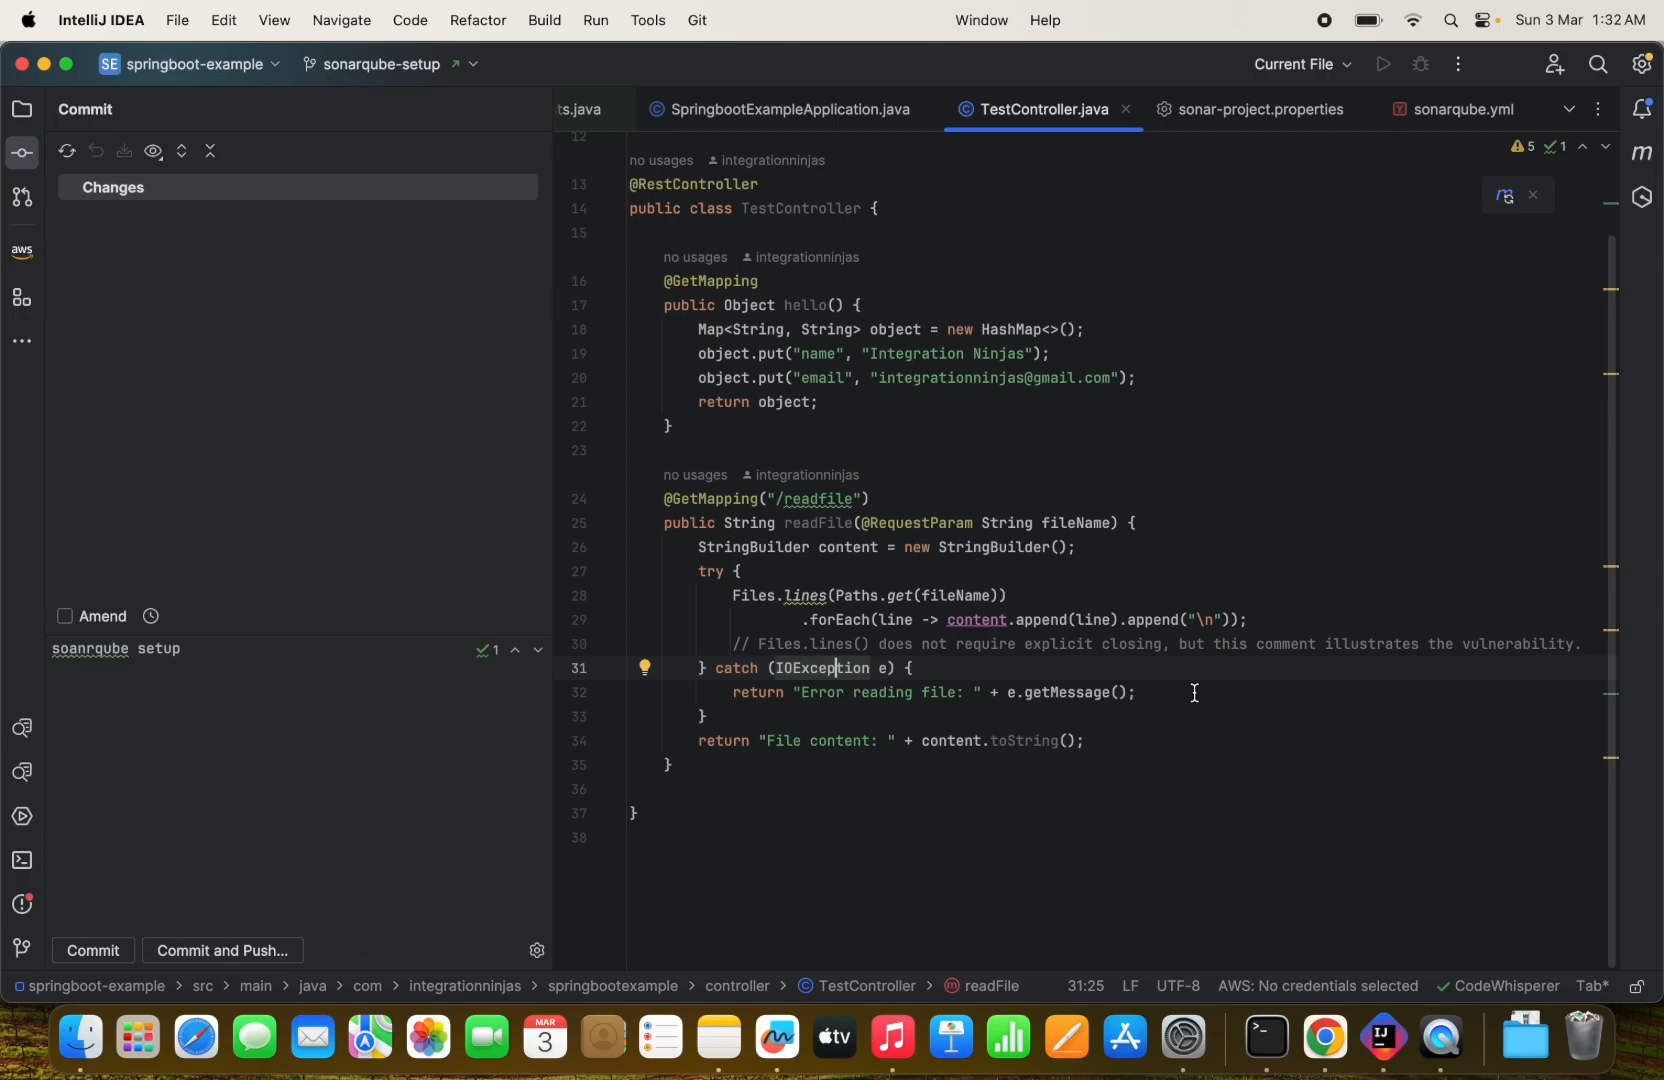 IntelliJ IDEA File Edit View Navigate Code Refactor Build Run Tools Git Window Help Sun 3 Mar 1:32 AM
SE springboot-example sonarqube-setup Current File
Commit
ts.java SpringbootExampleApplication.java TestController.java sonar-project.properties Y sonarqube.yml
Changes
aws
Amend
soanrqube setup
1
Commit Commit and Push...
5 1
m
12
no usages integrationninjas
13 @RestController
14 public class TestController {
15
no usages integrationninjas
16 @GetMapping
17 public Object hello() {
18 Map<String, String> object = new HashMap<>();
19 object.put("name", "Integration Ninjas");
20 object.put("email", "integrationninjas@gmail.com");
21 return object;
22 }
23
no usages integrationninjas
24 @GetMapping("/readfile")
25 public String readFile(@RequestParam String fileName) {
26 StringBuilder content = new StringBuilder();
27 try {
28 Files.lines(Paths.get(fileName))
29 .forEach(line -> content.append(line).append("\n"));
30 // Files.lines() does not require explicit closing, but this comment illustrates the vulnerability.
31 } catch (IOException e) {
32 return "Error reading file: " + e.getMessage();
33 }
34 return "File content: " + content.toString();
35 }
36
37 }
38
springboot-example > src > main > java > com > integrationninjas > springbootexample > controller > TestController > readFile 31:25 LF UTF-8 AWS: No credentials selected CodeWhisperer Tab*
MAR
3
tv
IJ